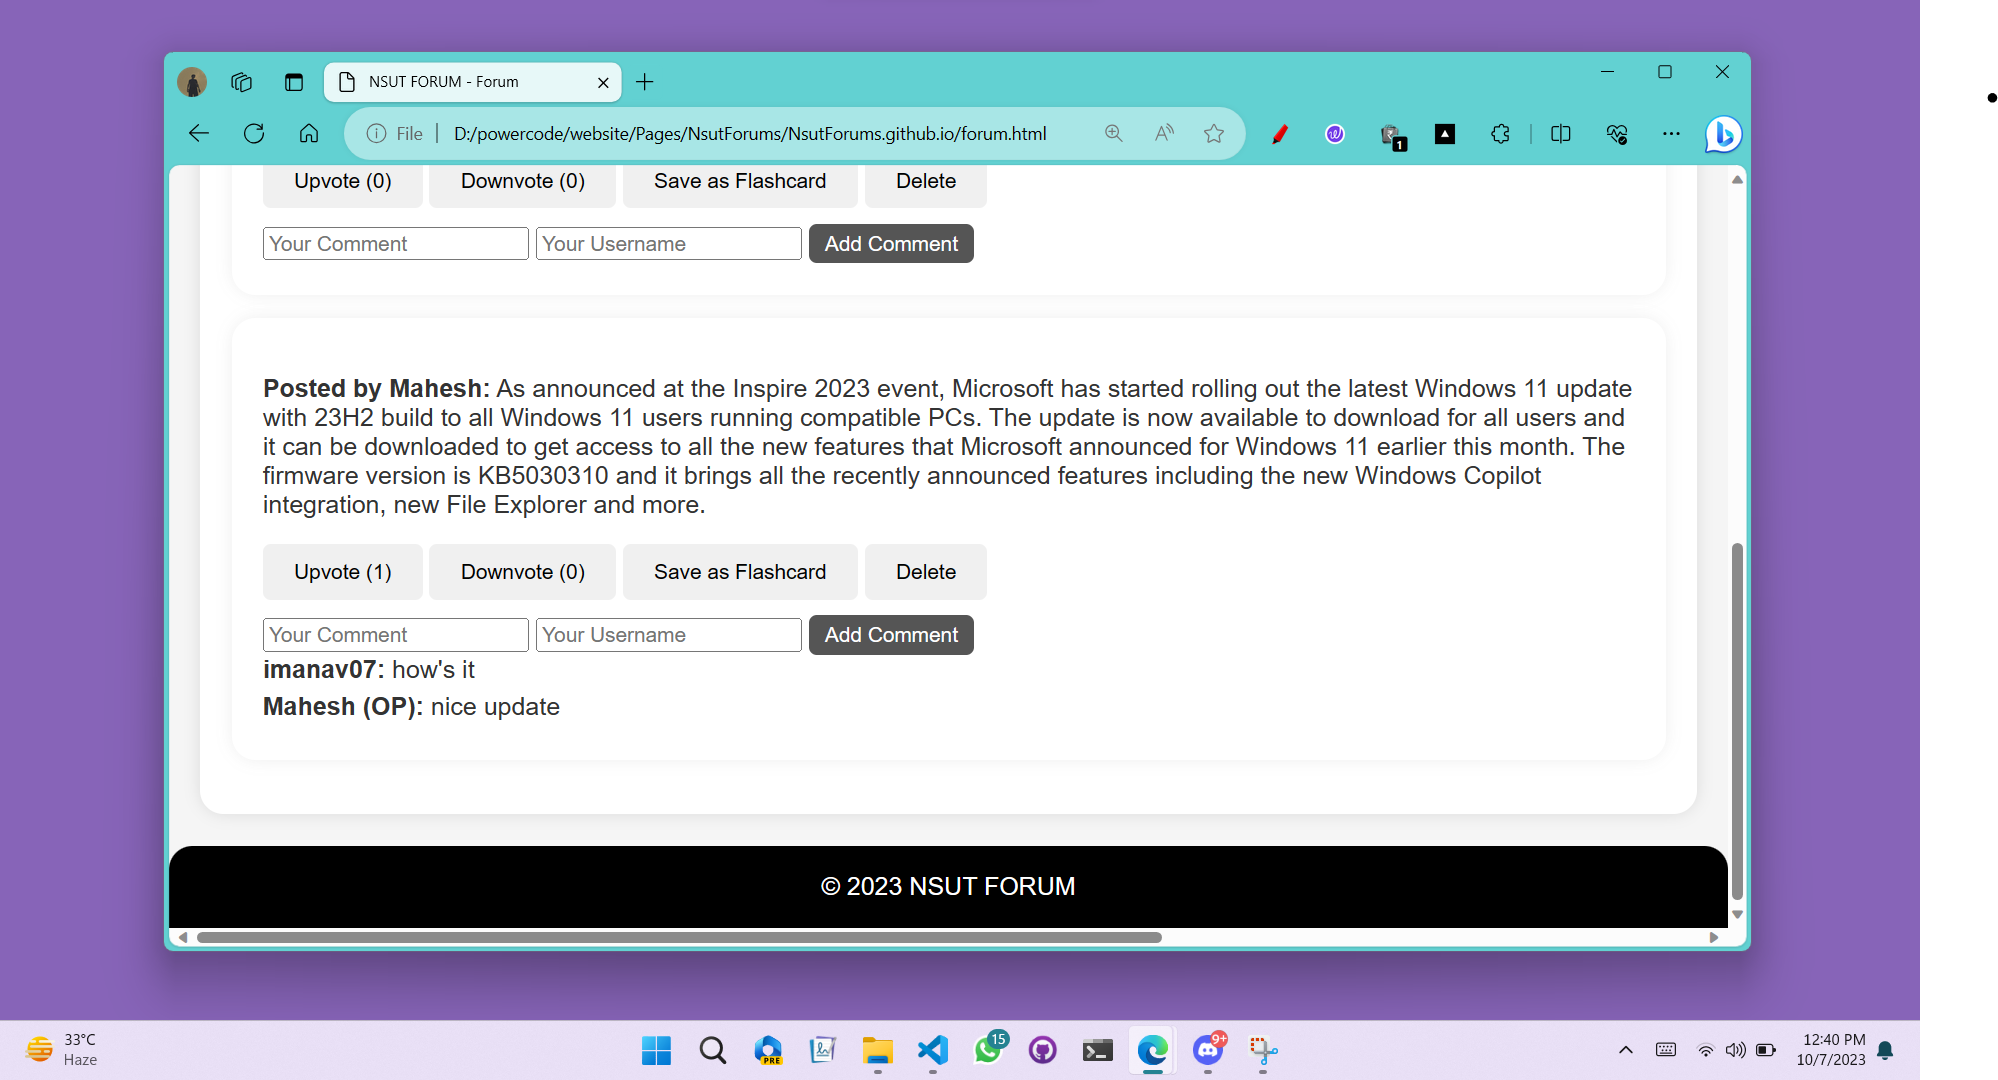 NSUT FORUM - Forum
File
D:/powercode/website/Pages/NsutForums/NsutForums.github.io/forum.html
1
Upvote (0) Downvote (0) Save as Flashcard Delete
Your Comment Your Username Add Comment
Posted by Mahesh: As announced at the Inspire 2023 event, Microsoft has started rolling out the latest Windows 11 update
with 23H2 build to all Windows 11 users running compatible PCs. The update is now available to download for all users and
it can be downloaded to get access to all the new features that Microsoft announced for Windows 11 earlier this month. The
firmware version is KB5030310 and it brings all the recently announced features including the new Windows Copilot
integration, new File Explorer and more.
Upvote (1) Downvote (0) Save as Flashcard Delete
Your Comment Your Username Add Comment
imanav07: how's it
Mahesh (OP): nice update
© 2023 NSUT FORUM
33°C
Haze
PRE
15
9+
12:40 PM
10/7/2023